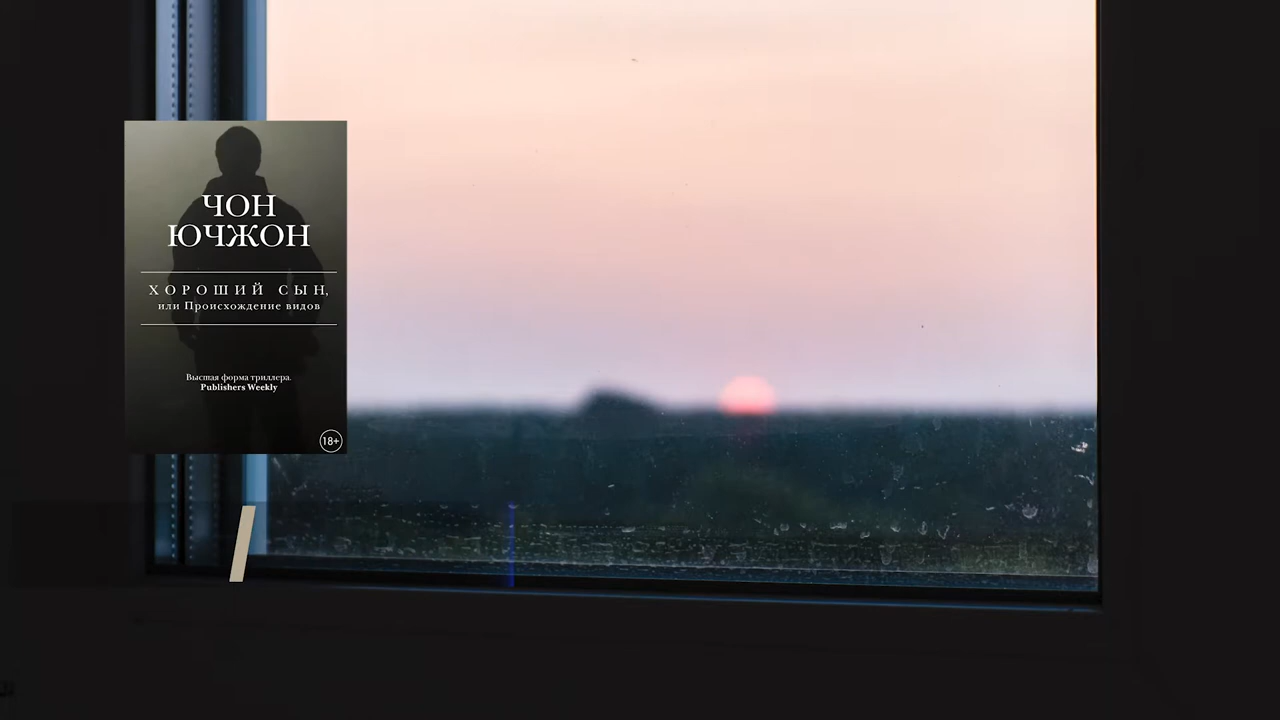 ЧОН
ЮЧЖОН
ХОРОШИЙ СЫН,
или Происхождение видов
Высшая форма триллера.
Publishers Weekly
18+